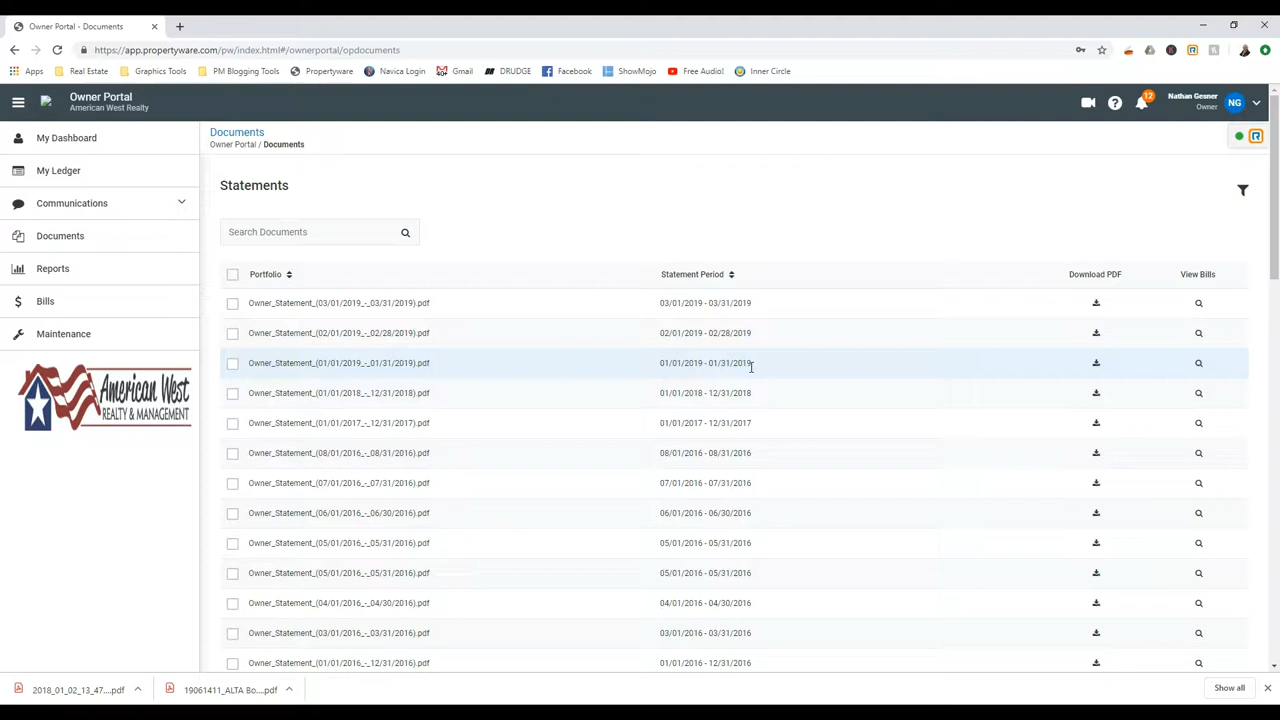 Owner Portal - Documents
https://app.propertyware.com/pw/index.html#/ownerportal/opdocuments
Apps Real Estate Graphics Tools PM Blogging Tools Propertyware Navica Login Gmail DRUDGE Facebook ShowMojo Free Audio! Inner Circle
Owner Portal
American West Realty
12
Nathan Gesner
Owner
NG
My Dashboard
My Ledger
Communications
Documents
Reports
Bills
Maintenance
American West
REALTY & MANAGEMENT
Documents
Owner Portal / Documents
Statements
Search Documents
Portfolio Statement Period Download PDF View Bills
Owner_Statement_(03/01/2019_-_03/31/2019).pdf 03/01/2019 - 03/31/2019
Owner_Statement_(02/01/2019_-_02/28/2019).pdf 02/01/2019 - 02/28/2019
Owner_Statement_(01/01/2019_-_01/31/2019).pdf 01/01/2019 - 01/31/2019
Owner_Statement_(01/01/2018_-_12/31/2018).pdf 01/01/2018 - 12/31/2018
Owner_Statement_(01/01/2017_-_12/31/2017).pdf 01/01/2017 - 12/31/2017
Owner_Statement_(08/01/2016_-_08/31/2016).pdf 08/01/2016 - 08/31/2016
Owner_Statement_(07/01/2016_-_07/31/2016).pdf 07/01/2016 - 07/31/2016
Owner_Statement_(06/01/2016_-_06/30/2016).pdf 06/01/2016 - 06/30/2016
Owner_Statement_(05/01/2016_-_05/31/2016).pdf 05/01/2016 - 05/31/2016
Owner_Statement_(05/01/2016_-_05/31/2016).pdf 05/01/2016 - 05/31/2016
Owner_Statement_(04/01/2016_-_04/30/2016).pdf 04/01/2016 - 04/30/2016
Owner_Statement_(03/01/2016_-_03/31/2016).pdf 03/01/2016 - 03/31/2016
Owner_Statement_(01/01/2016_-_12/31/2016).pdf 01/01/2016 - 12/31/2016
2018_01_02_13_47....pdf 19061411_ALTA Bo....pdf Show all